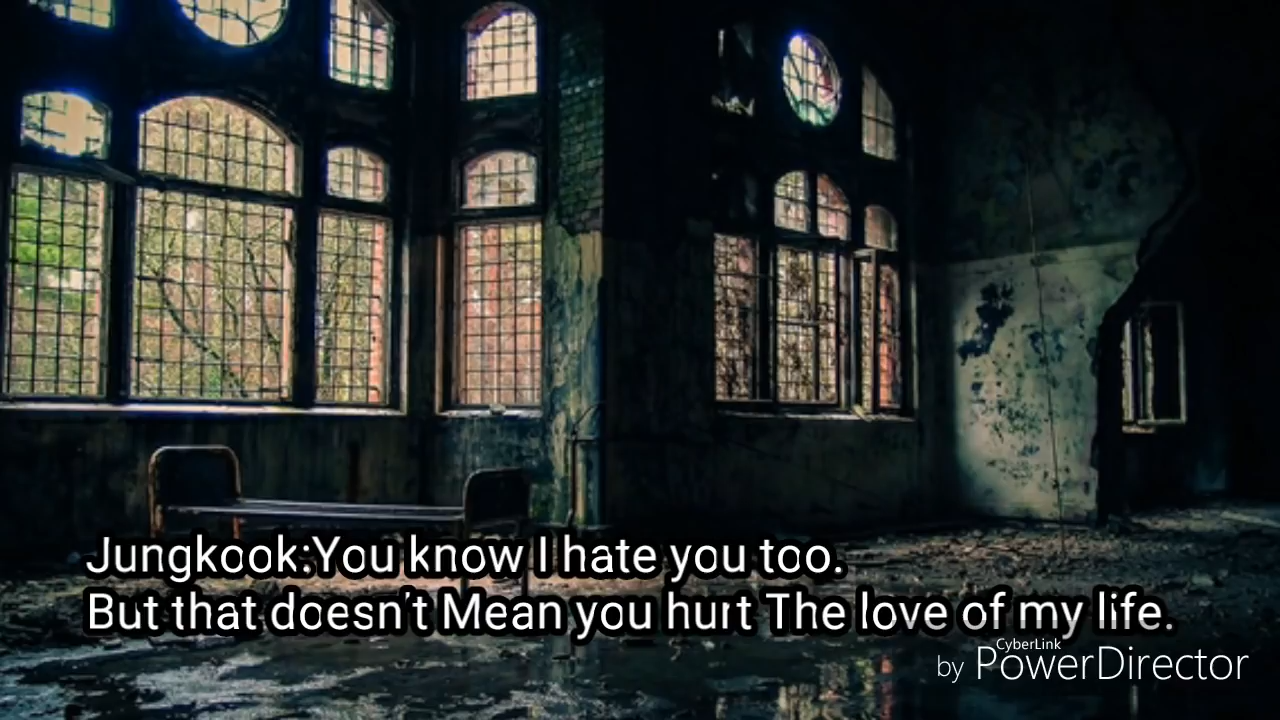 Jungkook:You know I hate you too.
But that doesn't Mean you hurt The love of my life.
CyberLink
by PowerDirector